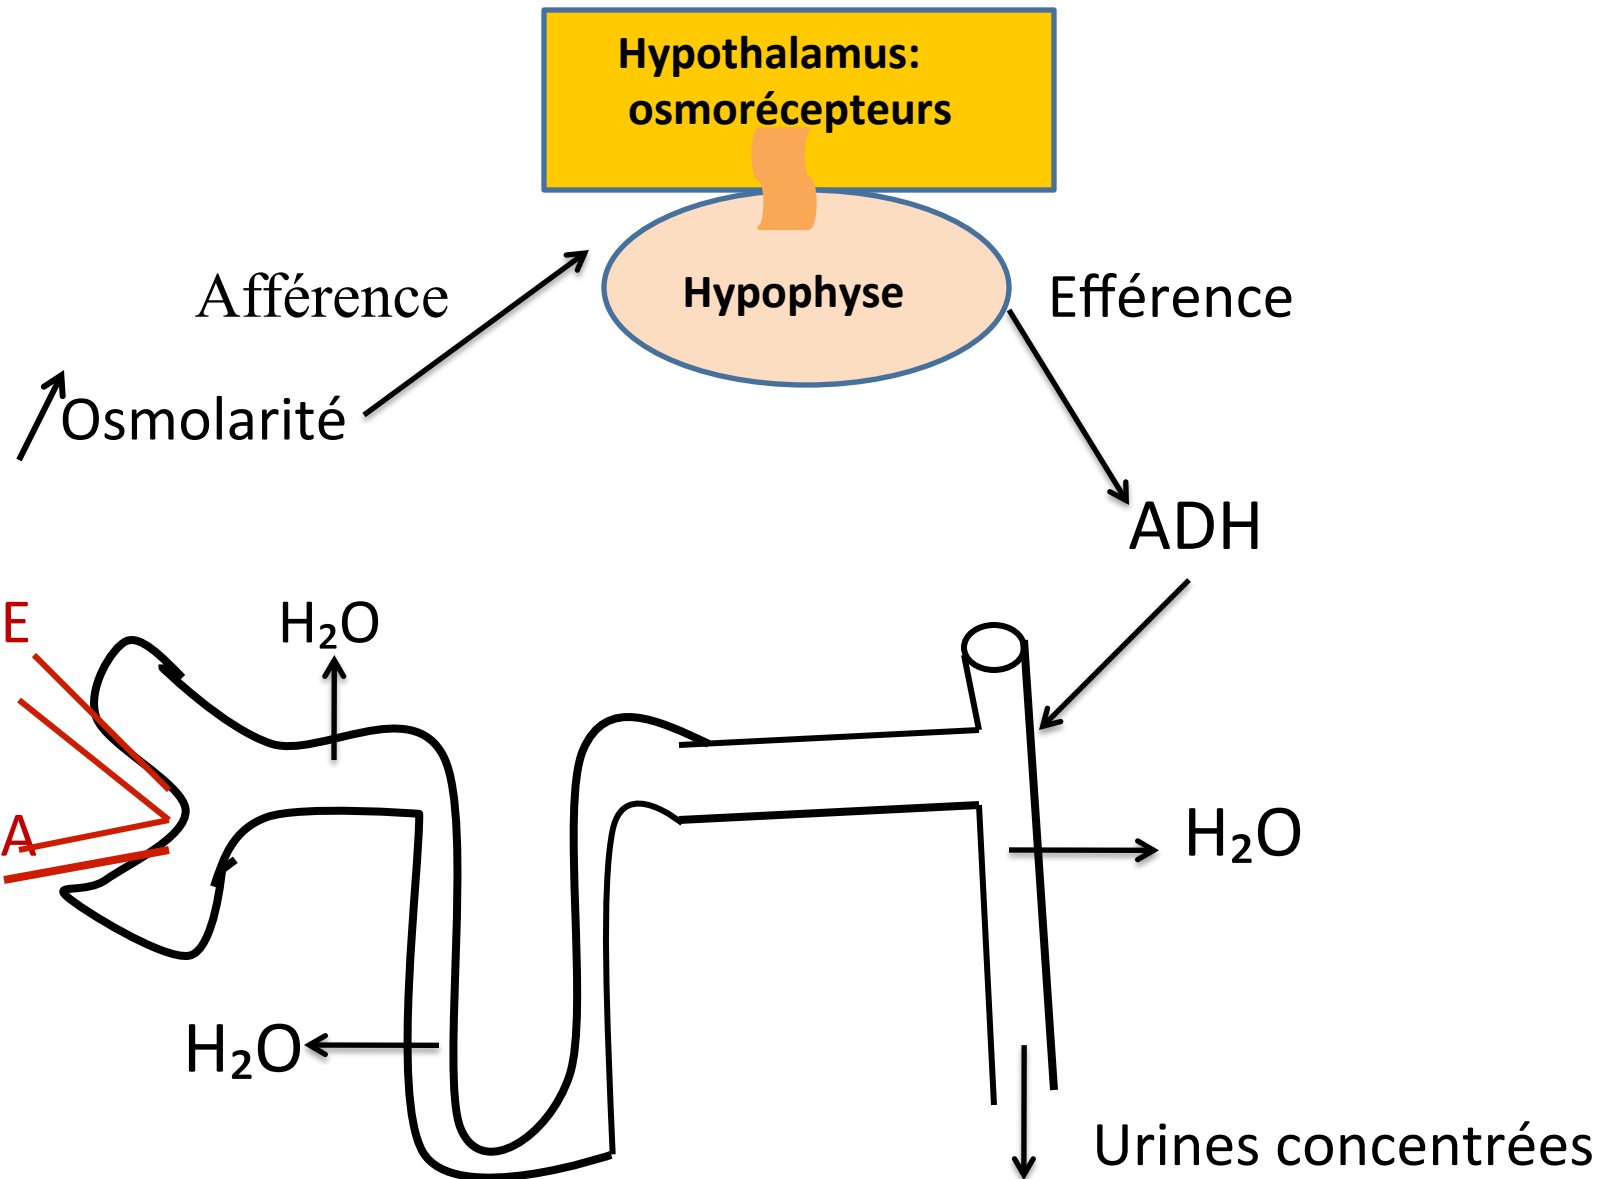 Hypothalamus:
osmorécepteurs
Hypophyse
Afférence
Efférence
Osmolarité
ADH
E
H₂O
A
H₂O
H₂O
Urines concentrées